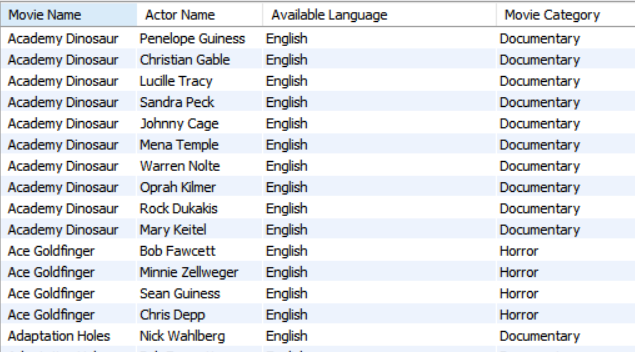 Movie Name Actor Name Available Language Movie Category
Academy Dinosaur Penelope Guiness English Documentary
Academy Dinosaur Christian Gable English Documentary
Academy Dinosaur Lucille Tracy English Documentary
Academy Dinosaur Sandra Peck English Documentary
Academy Dinosaur Johnny Cage English Documentary
Academy Dinosaur Mena Temple English Documentary
Academy Dinosaur Warren Nolte English Documentary
Academy Dinosaur Oprah Kilmer English Documentary
Academy Dinosaur Rock Dukakis English Documentary
Academy Dinosaur Mary Keitel English Documentary
Ace Goldfinger Bob Fawcett English Horror
Ace Goldfinger Minnie Zellweger English Horror
Ace Goldfinger Sean Guiness English Horror
Ace Goldfinger Chris Depp English Horror
Adaptation Holes Nick Wahlberg English Documentary